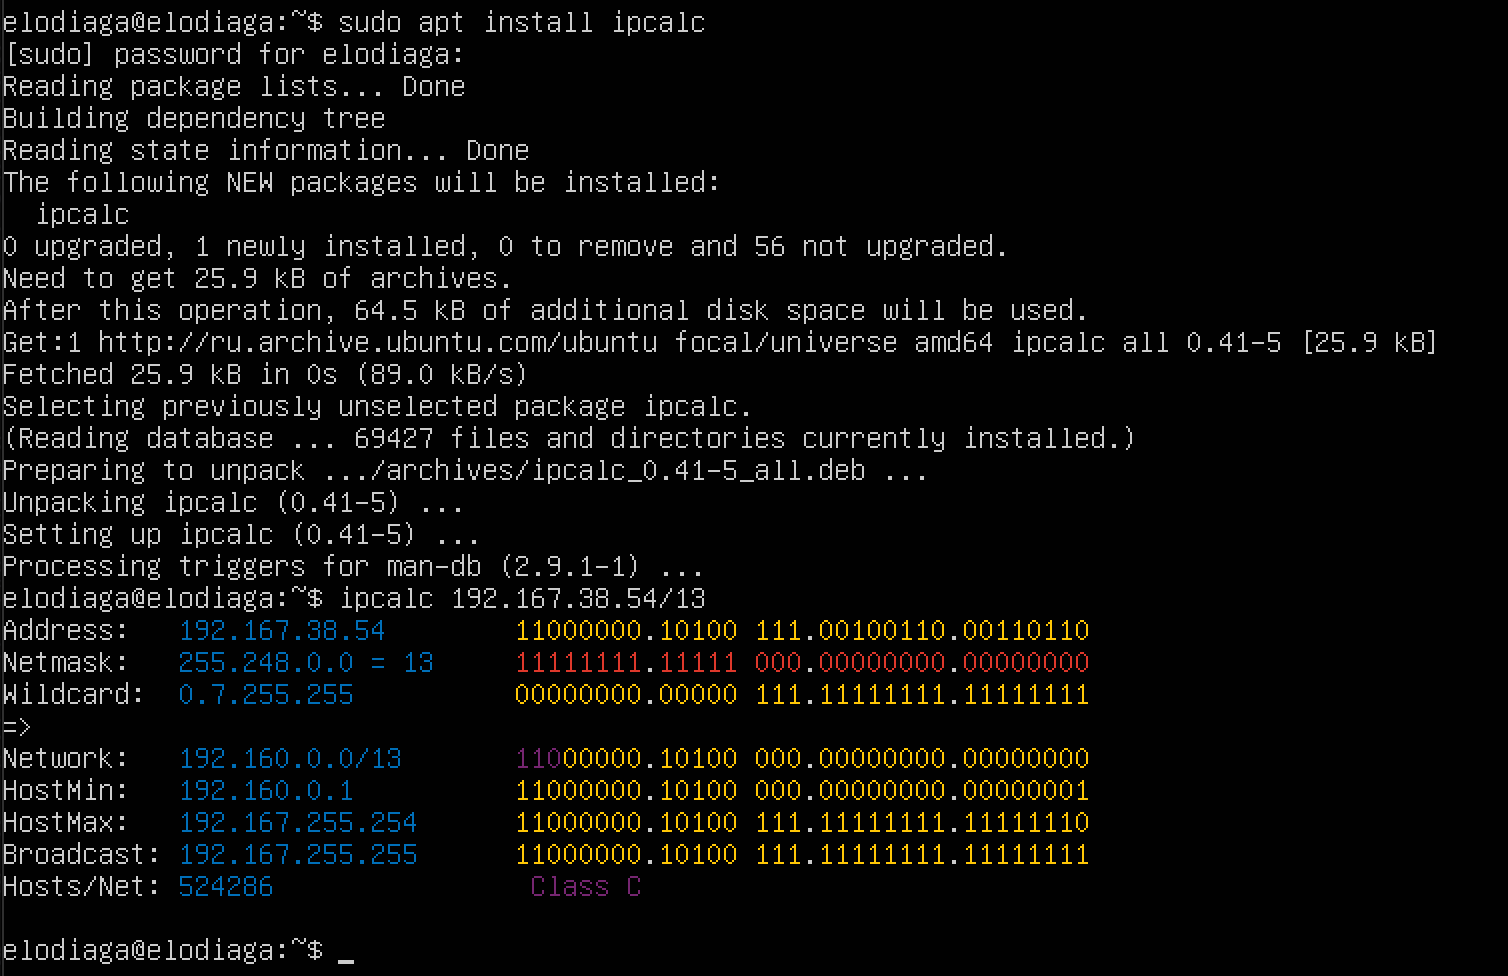 elodiaga@elodiaga:~$ sudo apt install ipcalc
[sudo] password for elodiaga:
Reading package lists... Done
Building dependency tree
Reading state information... Done
The following NEW packages will be installed:
  ipcalc
0 upgraded, 1 newly installed, 0 to remove and 56 not upgraded.
Need to get 25.9 kB of archives.
After this operation, 64.5 kB of additional disk space will be used.
Get:1 http://ru.archive.ubuntu.com/ubuntu focal/universe amd64 ipcalc all 0.41-5 [25.9 kB]
Fetched 25.9 kB in 0s (89.0 kB/s)
Selecting previously unselected package ipcalc.
(Reading database ... 69427 files and directories currently installed.)
Preparing to unpack .../archives/ipcalc_0.41-5_all.deb ...
Unpacking ipcalc (0.41-5) ...
Setting up ipcalc (0.41-5) ...
Processing triggers for man-db (2.9.1-1) ...
elodiaga@elodiaga:~$ ipcalc 192.167.38.54/13
Address:   192.167.38.54        11000000.10100 111.00100110.00110110
Netmask:   255.248.0.0 = 13     11111111.11111 000.00000000.00000000
Wildcard:  0.7.255.255          00000000.00000 111.11111111.11111111
=>
Network:   192.160.0.0/13       11000000.10100 000.00000000.00000000
HostMin:   192.160.0.1          11000000.10100 000.00000000.00000001
HostMax:   192.167.255.254      11000000.10100 111.11111111.11111110
Broadcast: 192.167.255.255      11000000.10100 111.11111111.11111111
Hosts/Net: 524286                Class C
elodiaga@elodiaga:~$ _